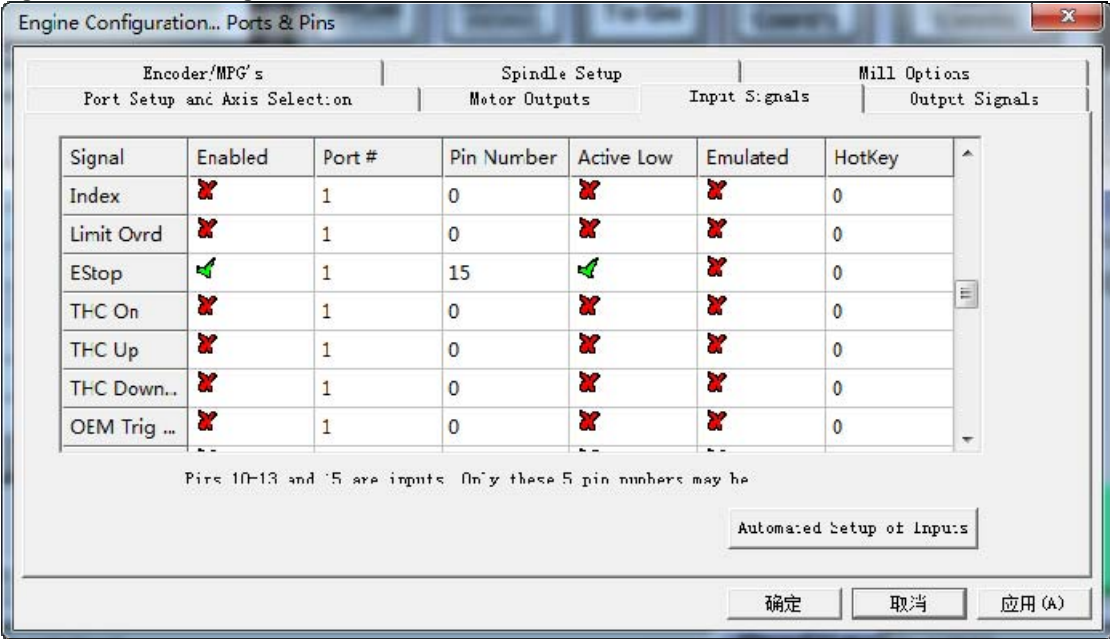 Engine Configuration... Ports & Pins
Encoder/MPG's Spindle Setup Mill Options
Port Setup and Axis Selection Motor Outputs Input Signals Output Signals
Signal Enabled Port # Pin Number Active Low Emulated HotKey
Index 1 0 0
Limit Ovrd 1 0 0
EStop 1 15 0
THC On 1 0 0
THC Up 1 0 0
THC Down... 1 0 0
OEM Trig ... 1 0 0
Pins 10-13 and 15 are inputs. Only these 5 pin numbers may be
Automated Setup of Inputs
确定 取消 应用(A)